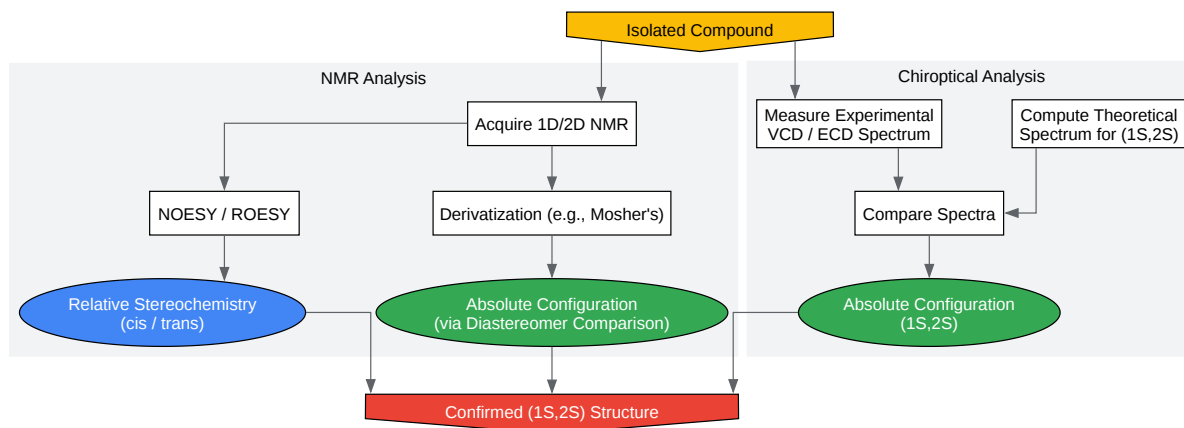 Isolated Compound
NMR Analysis
Chiroptical Analysis
Acquire 1D/2D NMR
Measure Experimental
VCD / ECD Spectrum
Compute Theoretical
Spectrum for (1S,2S)
NOESY / ROESY
Derivatization (e.g., Mosher's)
Compare Spectra
Relative Stereochemistry
(cis / trans)
Absolute Configuration
(via Diastereomer Comparison)
Absolute Configuration
(1S,2S)
Confirmed (1S,2S) Structure